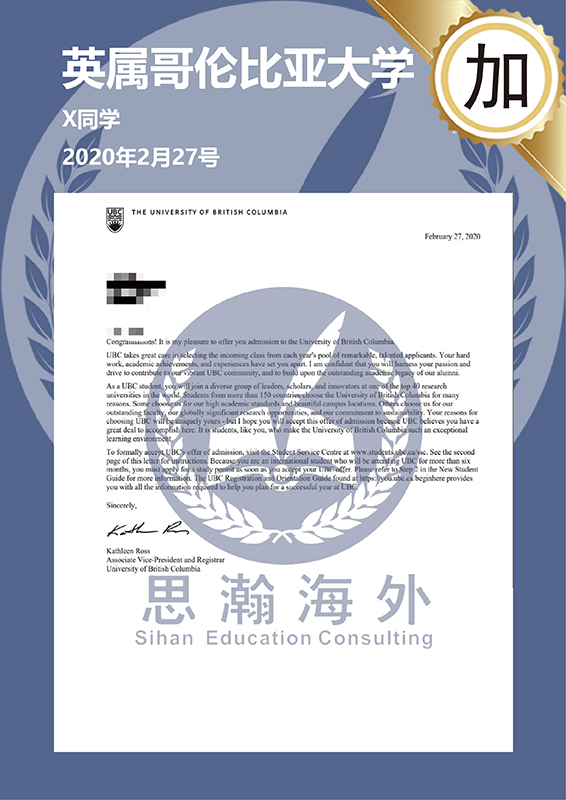 英属哥伦比亚大学
加
X同学
2020年2月27号
UBC
THE UNIVERSITY OF BRITISH COLUMBIA
February 27, 2020
Congratulations! It is my pleasure to offer you admission to the University of British Columbia.
UBC takes great care in selecting the incoming class from each year's pool of remarkable, talented applicants. Your hard
work, academic achievements, and experiences have set you apart. I am confident that you will harness your passion and
drive to contribute to our vibrant UBC community, and to build upon the outstanding academic legacy of our alumni.
As a UBC student, you will join a diverse group of leaders, scholars, and innovators at one of the top 40 research
universities in the world. Students from more than 150 countries choose the University of British Columbia for many
reasons. Some choose us for our high academic standards and beautiful campus locations. Others choose us for our
outstanding faculty, our globally significant research opportunities, and our commitment to sustainability. Your reasons for
choosing UBC will be uniquely yours - but I hope you will accept this offer of admission because UBC believes you have a
great deal to accomplish here. It is students, like you, who make the University of British Columbia such an exceptional
learning environment.
To formally accept UBC's offer of admission, visit the Student Service Centre at www.students.ubc.ca/ssc. See the second
page of this letter for instructions. Because you are an international student who will be attending UBC for more than six
months, you must apply for a study permit as soon as you accept your UBC offer. Please refer to Step 2 in the New Student
Guide for more information. The UBC Registration and Orientation Guide found at https://you.ubc.ca/beginhere provides
you with all the information required to help you plan for a successful year at UBC.
Sincerely,
Kathleen Ross
Associate Vice-President and Registrar
University of British Columbia
思瀚海外
Sihan Education Consulting